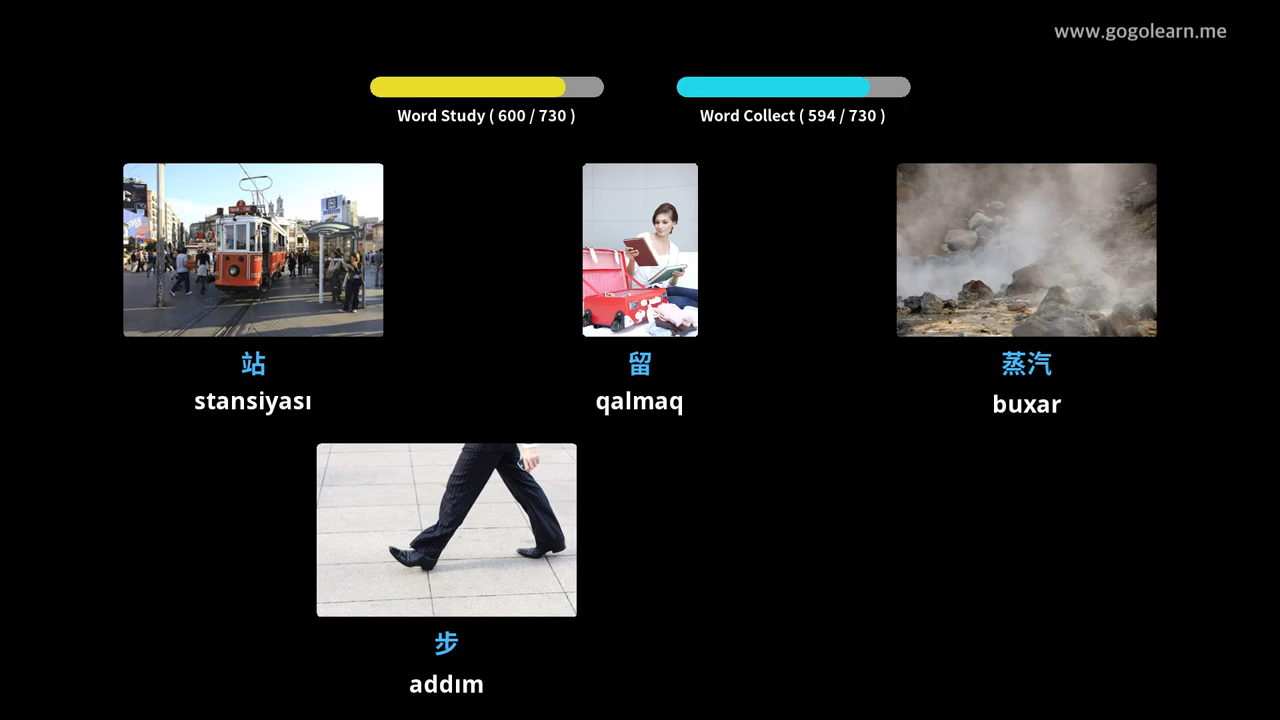 www.gogolearn.me
Word Study ( 600 / 730 )
Word Collect ( 594 / 730 )
站
stansiyası
留
qalmaq
蒸汽
buxar
步
addım